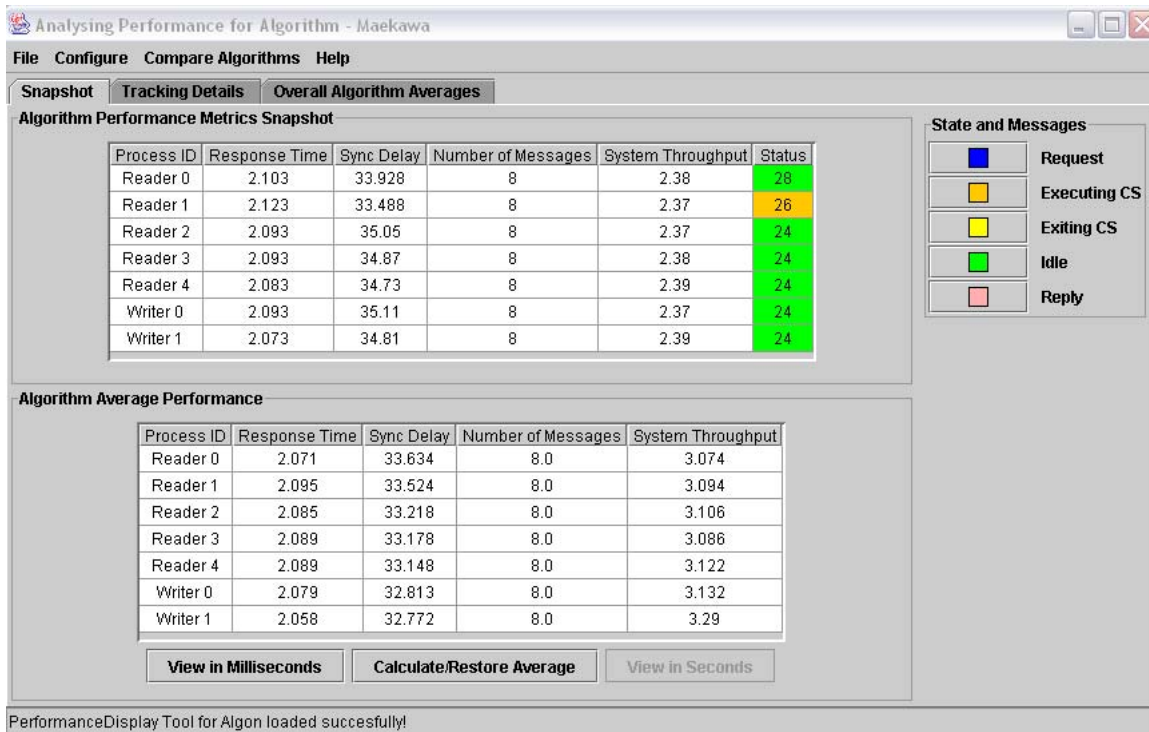 Analysing Performance for Algorithm - Maekawa
File Configure Compare Algorithms Help
Snapshot Tracking Details Overall Algorithm Averages
Algorithm Performance Metrics Snapshot
Process ID Response Time Sync Delay Number of Messages System Throughput Status
Reader 0 2.103 33.928 8 2.38 28
Reader 1 2.123 33.488 8 2.37 26
Reader 2 2.093 35.05 8 2.37 24
Reader 3 2.093 34.87 8 2.38 24
Reader 4 2.083 34.73 8 2.39 24
Writer 0 2.093 35.11 8 2.37 24
Writer 1 2.073 34.81 8 2.39 24
State and Messages
Request
Executing CS
Exiting CS
Idle
Reply
Algorithm Average Performance
Process ID Response Time Sync Delay Number of Messages System Throughput
Reader 0 2.071 33.634 8.0 3.074
Reader 1 2.095 33.524 8.0 3.094
Reader 2 2.085 33.218 8.0 3.106
Reader 3 2.089 33.178 8.0 3.086
Reader 4 2.089 33.148 8.0 3.122
Writer 0 2.079 32.813 8.0 3.132
Writer 1 2.058 32.772 8.0 3.29
View in Milliseconds Calculate/Restore Average View in Seconds
PerformanceDisplay Tool for Algon loaded succesfully!